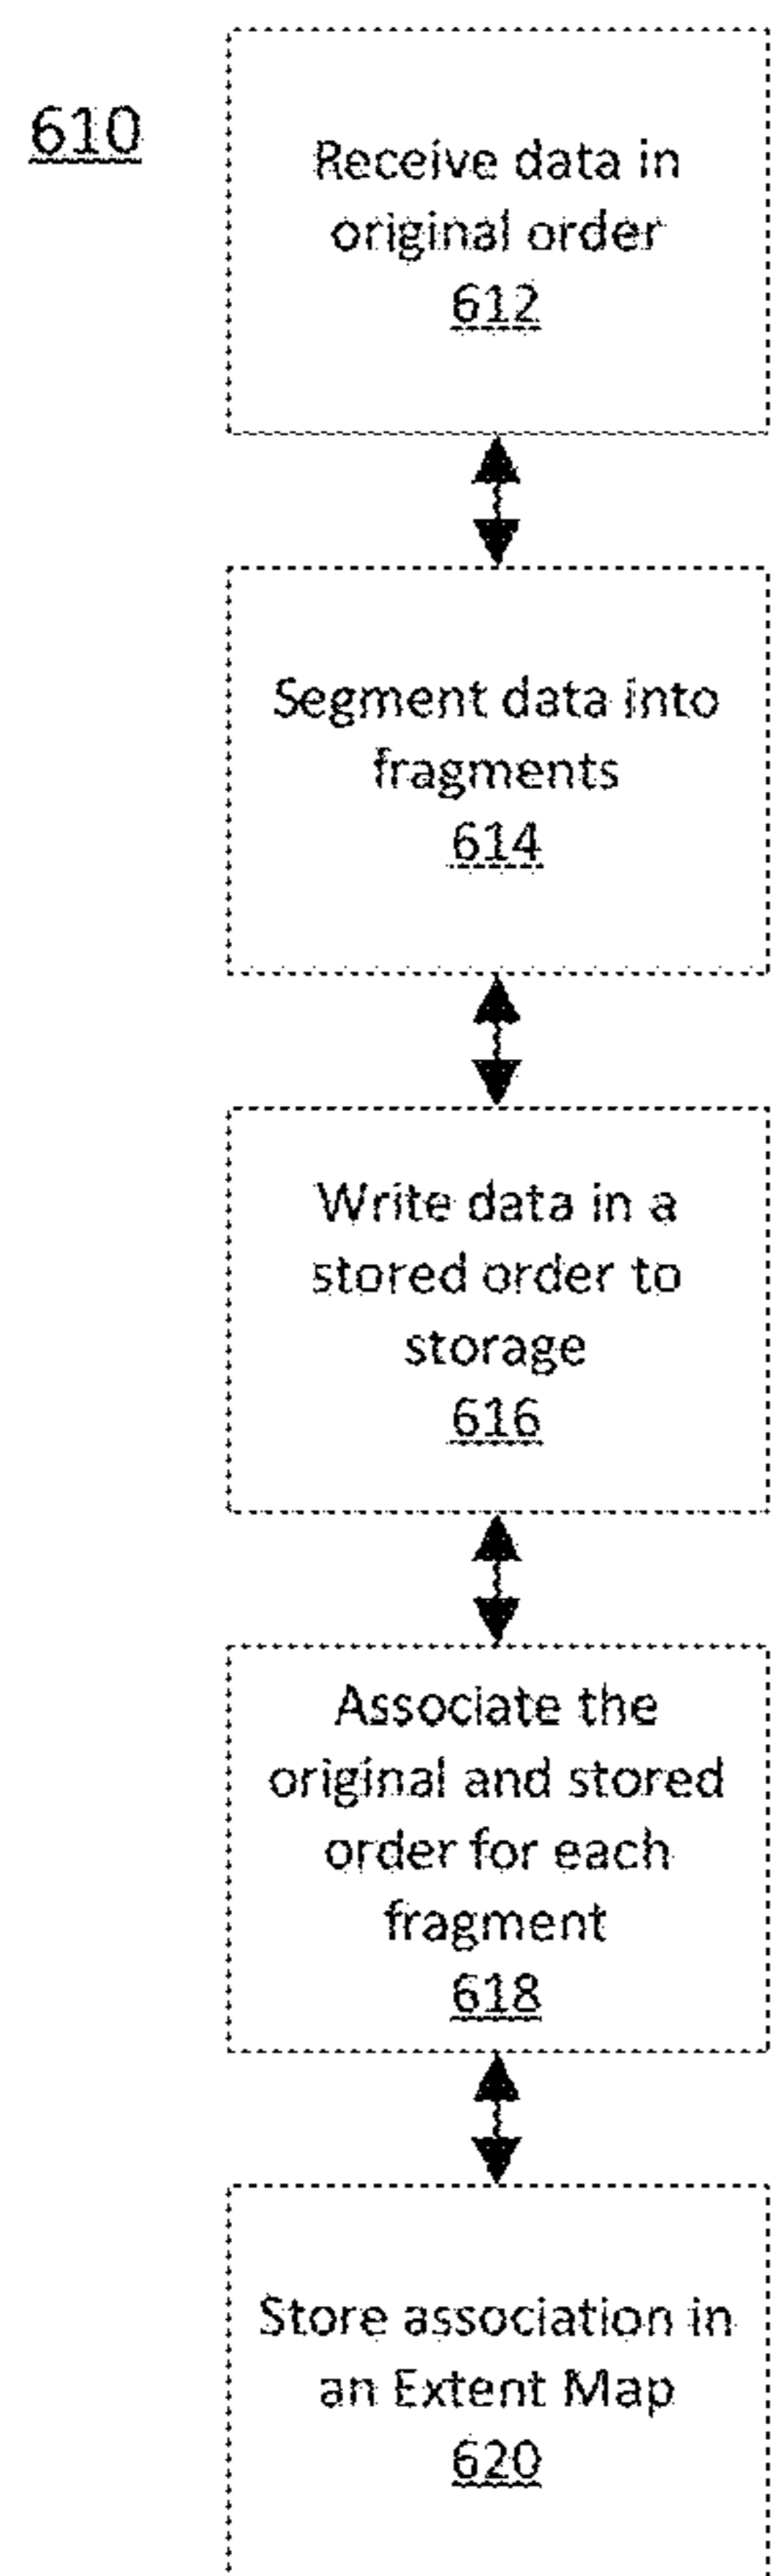 610
Receive data in
original order
612
Segment data into
fragments
614
Write data in a
stored order to
storage
616
Associate the
original and stored
order for each
fragment
618
Store association in
an Extent Map
620